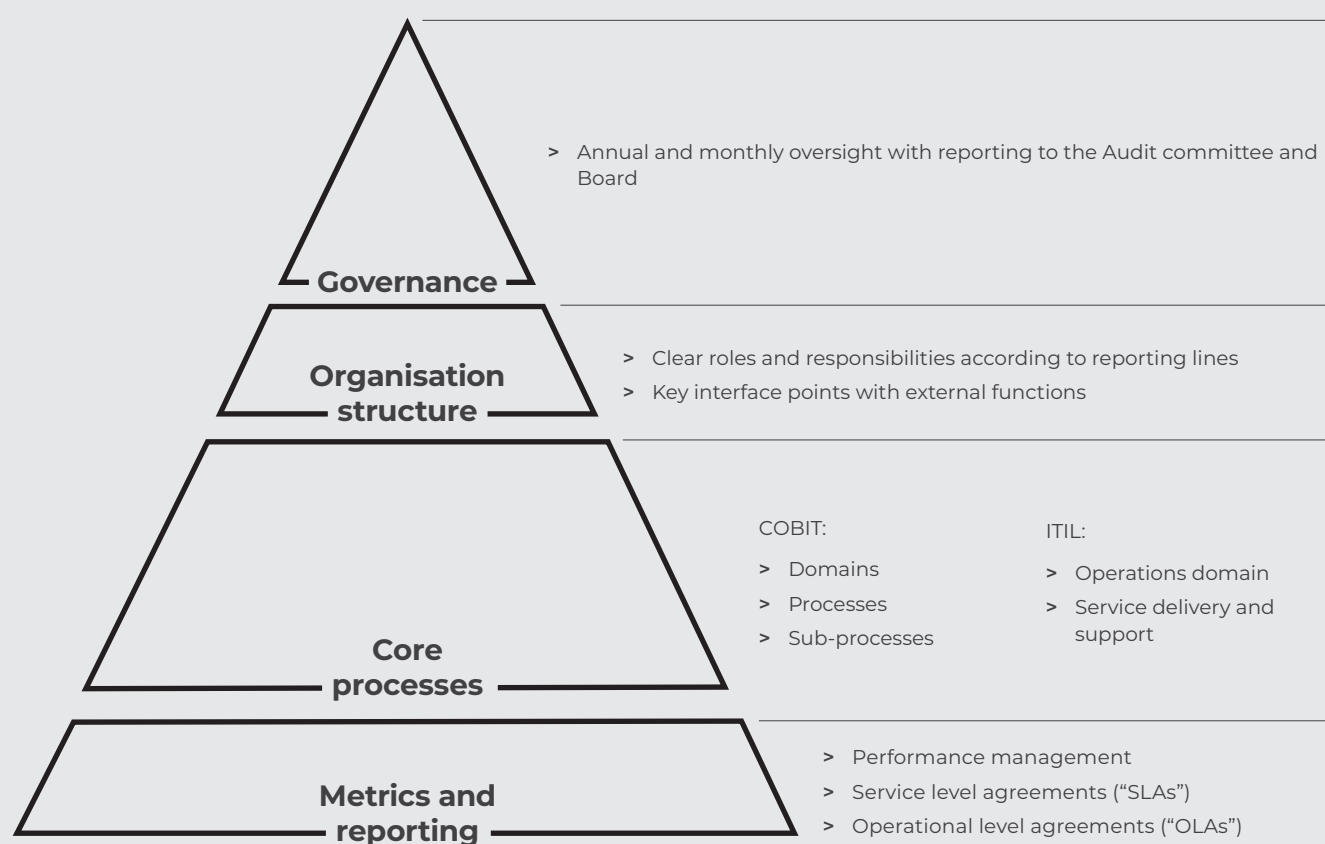 > Annual and monthly oversight with reporting to the Audit committee and
Board
Governance
> Clear roles and responsibilities according to reporting lines
> Key interface points with external functions
Organisation
structure
COBIT:
> Domains
> Processes
> Sub-processes
ITIL:
> Operations domain
> Service delivery and
support
Core
processes
> Performance management
> Service level agreements (“SLAs”)
> Operational level agreements (“OLAs”)
Metrics and
reporting